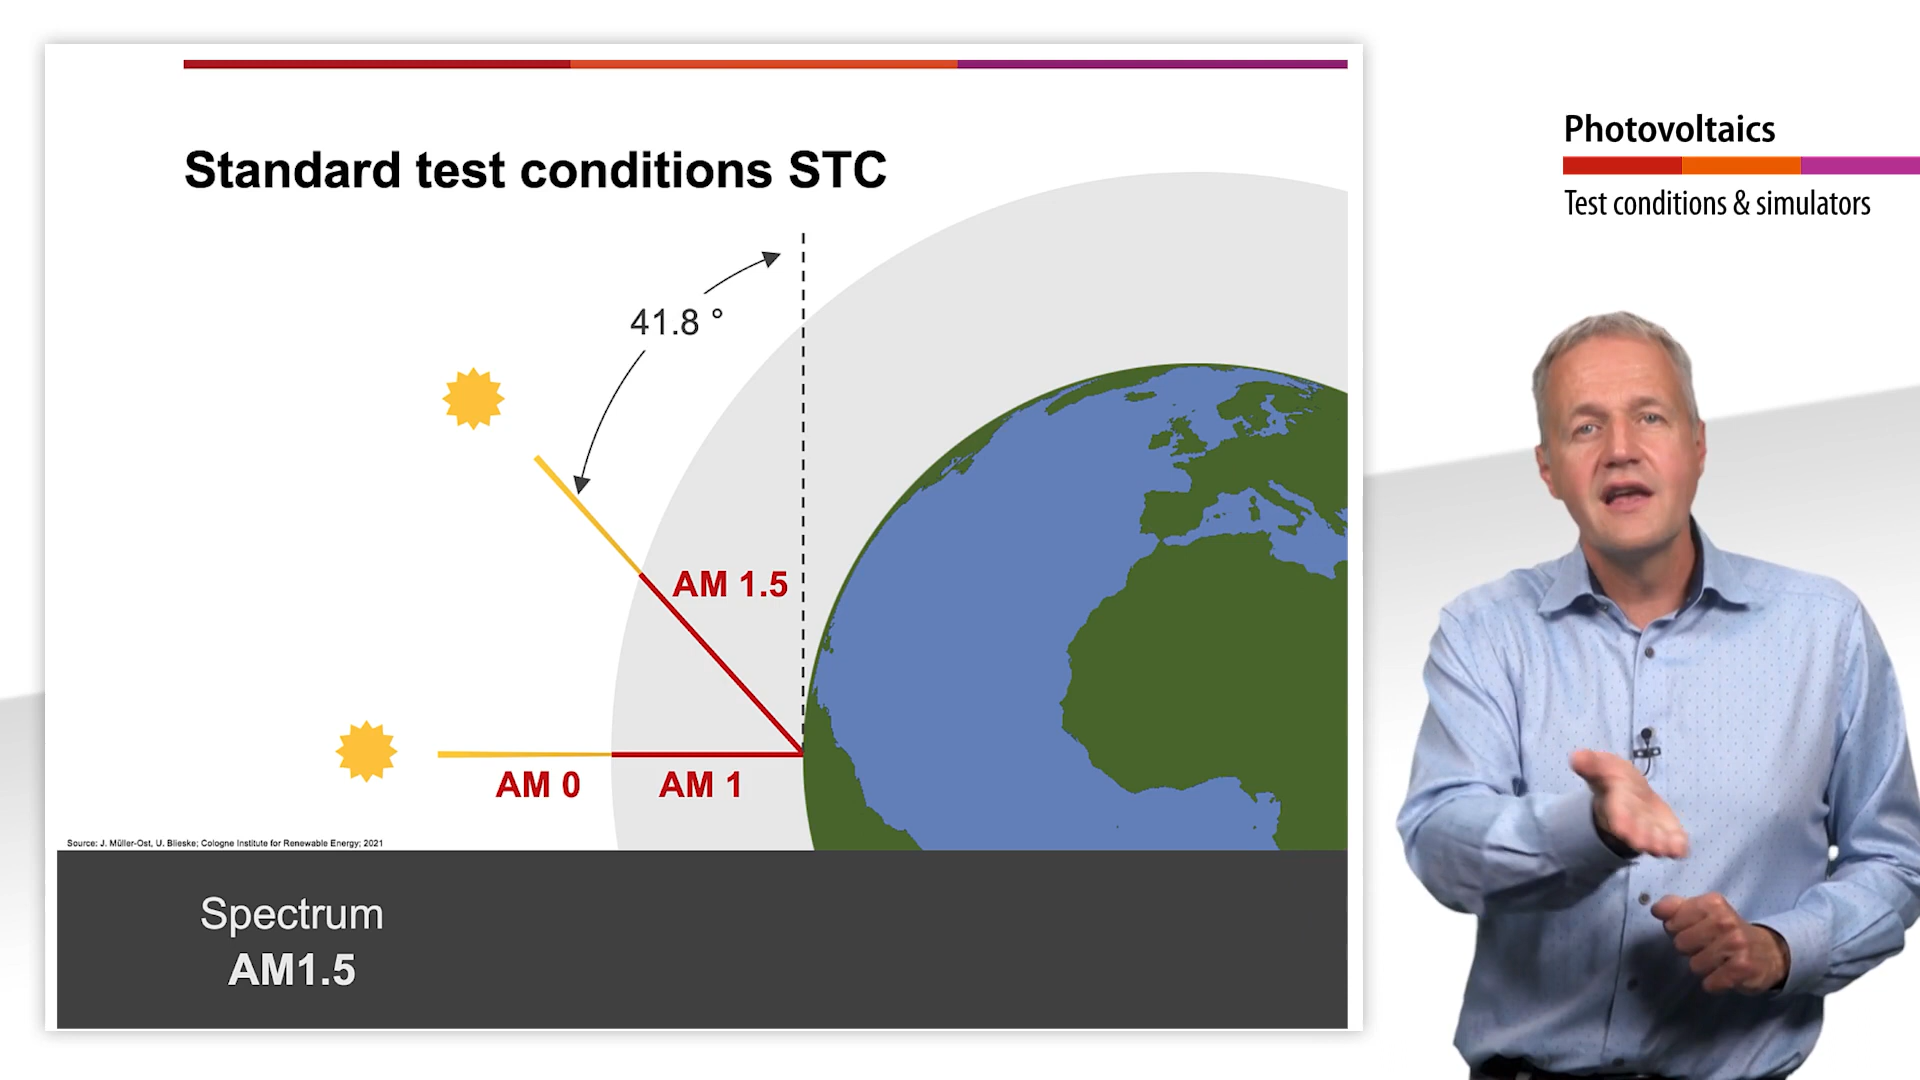 Standard test conditions STC
41.8 °
AM 1.5
AM 0
AM 1
Source: J. Müller-Ost, U. Blieske; Cologne Institute for Renewable Energy; 2021
Spectrum
AM1.5
Photovoltaics
Test conditions & simulators